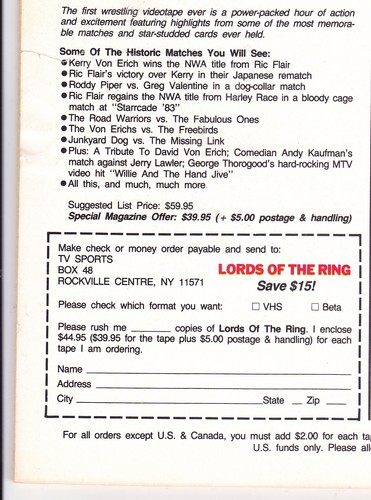 The first wrestling videotape ever is a power-packed hour of action
and excitement featuring highlights from some of the most memora-
ble matches and star-studded cards ever held.
Some Of The Historic Matches You Will See:
●Kerry Von Erich wins the NWA title from Ric Flair
●Ric Flair's victory over Kerry in their Japanese rematch
●Roddy Piper vs. Greg Valentine in a dog-collar match
●Ric Flair regains the NWA title from Harley Race in a bloody cage
match at "Starrcade '83"
●The Road Warriors vs. The Fabulous Ones
●The Von Erichs vs. The Freebirds
●Junkyard Dog vs. The Missing Link
●Plus: A Tribute To David Von Erich; Comedian Andy Kaufman's
match against Jerry Lawler; George Thorogood's hard-rocking MTV
video hit "Willie And The Hand Jive"
●All this, and much, much more
Suggested List Price: $59.95
Special Magazine Offer: $39.95 (+ $5.00 postage & handling)
Make check or money order payable and send to:
TV SPORTS
BOX 48
ROCKVILLE CENTRE, NY 11571
LORDS OF THE RING
Save $15!
Please check which format you want: □ VHS □ Beta
Please rush me ________ copies of Lords Of The Ring. I enclose
$44.95 ($39.95 for the tape plus $5.00 postage & handling) for each
tape I am ordering.
Name
Address
City State Zip
For all orders except U.S. & Canada, you must add $2.00 for each ta
U.S. funds only. Please all